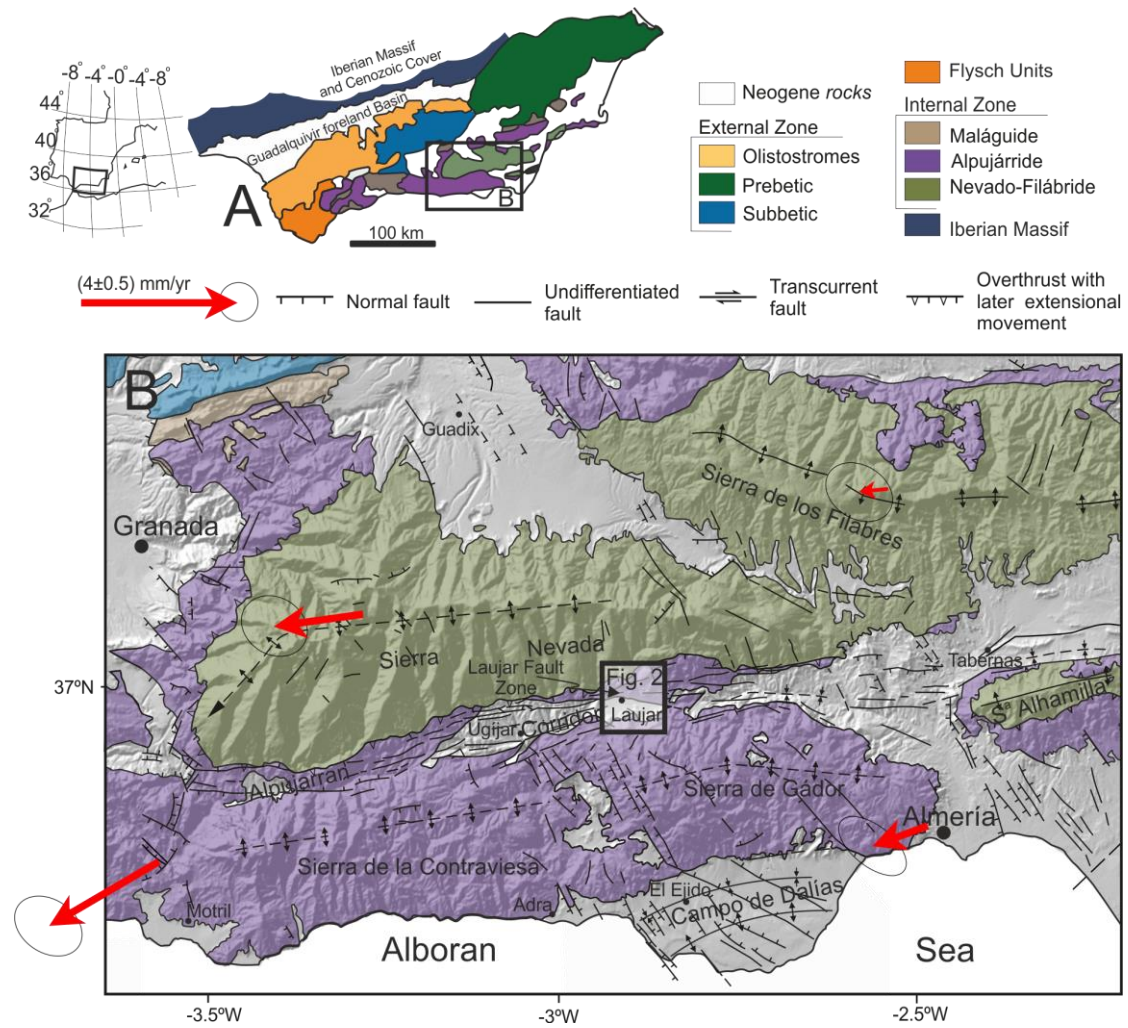 -8° -4° -0° -4° -8°
44°
40
36°
32°
Iberian Massif
and Cenozoic Cover
Guadalquivir foreland Basin
A
B
100 km
Neogene rocks
External Zone
Olistostromes
Prebetic
Subbetic
Flysch Units
Internal Zone
Maláguide
Alpujárride
Nevado-Filábride
Iberian Massif
(4±0.5) mm/yr
Normal fault
Undifferentiated
fault
Transcurrent
fault
Overthrust with
later extensional
movement
B
Guadix
Granada
Sierra de los Filabres
Sierra
Nevada
Laujar Fault
Zone
Fig. 2
Laujar
Tabernas
Sª Alhamilla
37ºN
Ugijar
Alpujarran
Corridor
Sierra de Gádor
Almería
Sierra de la Contraviesa
El Ejido
Campo de Dalías
Motril
Adra
Alboran
Sea
-3.5ºW
-3ºW
-2.5ºW